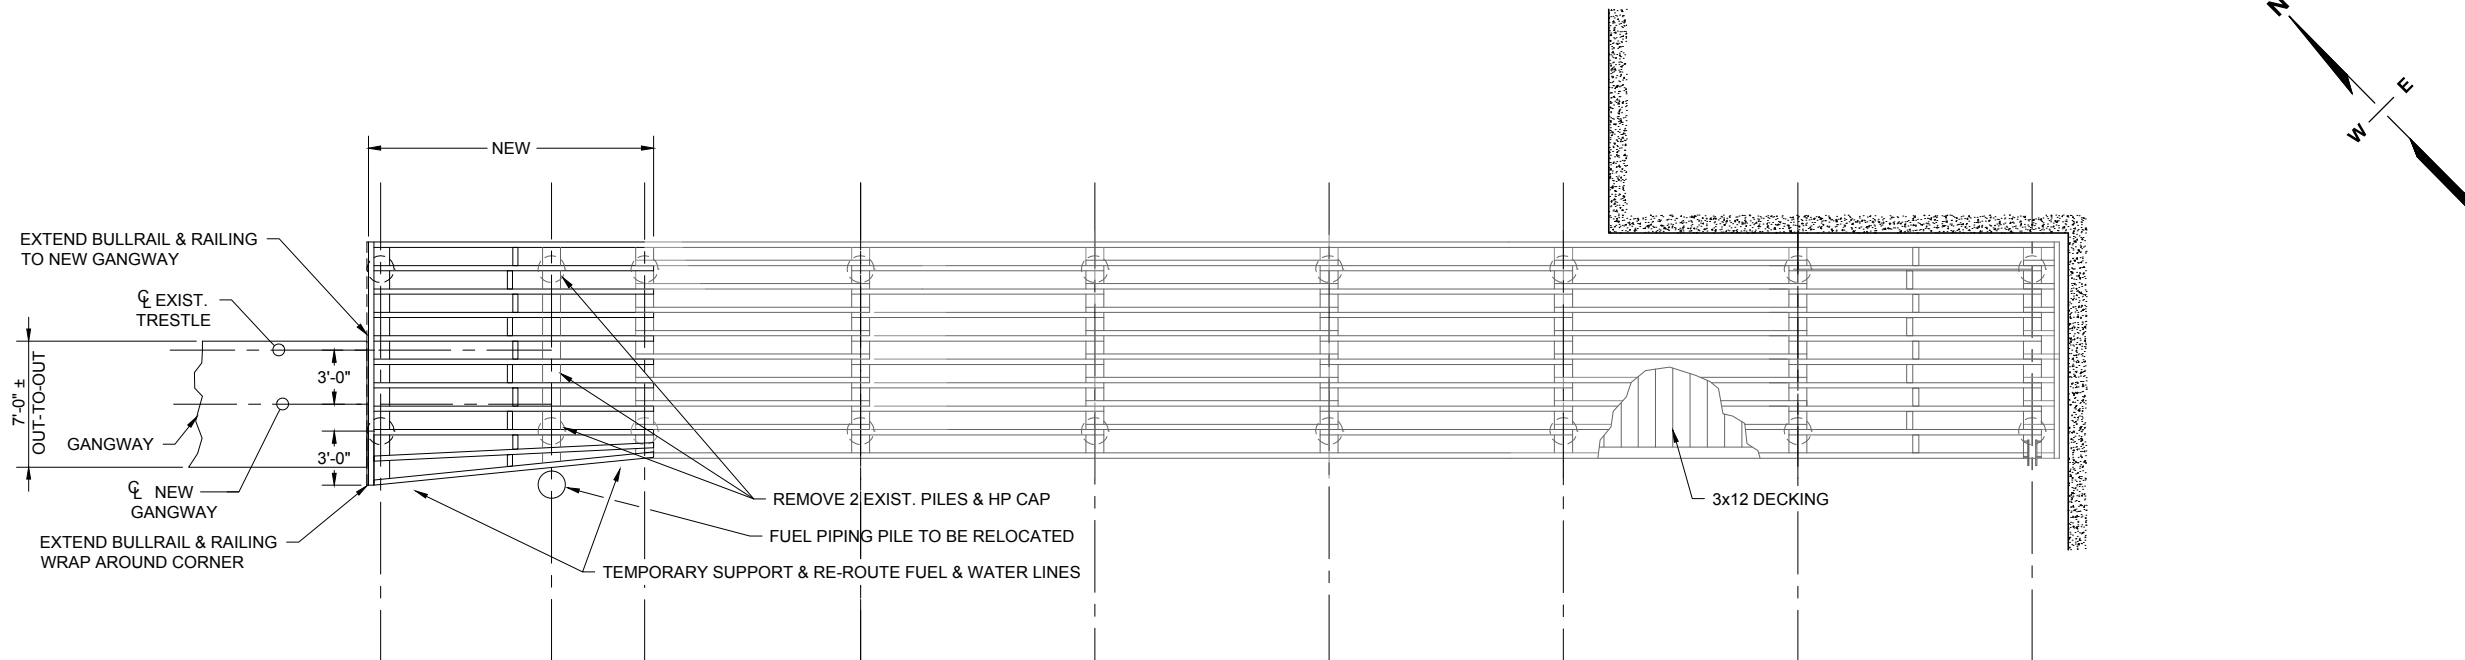 N
E
W
NEW
EXTEND BULLRAIL & RAILING
TO NEW GANGWAY
℄ EXIST.
TRESTLE
7'-0" ±
OUT-TO-OUT
3'-0"
GANGWAY
3'-0"
℄ NEW
GANGWAY
EXTEND BULLRAIL & RAILING
WRAP AROUND CORNER
REMOVE 2 EXIST. PILES & HP CAP
3x12 DECKING
FUEL PIPING PILE TO BE RELOCATED
TEMPORARY SUPPORT & RE-ROUTE FUEL & WATER LINES